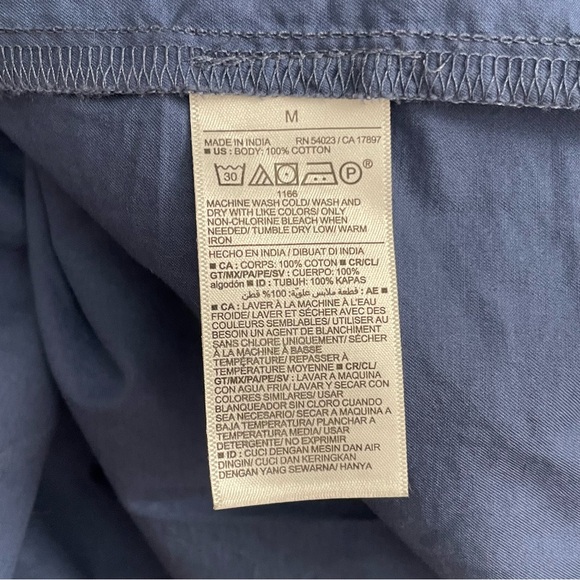 M
MADE IN INDIA RN 54023 / CA 17897
■ US : BODY: 100% COTTON
30 P ®
1166
MACHINE WASH COLD/ WASH AND
DRY WITH LIKE COLORS/ ONLY
NON-CHLORINE BLEACH WHEN
NEEDED/ TUMBLE DRY LOW/ WARM
IRON
HECHO EN INDIA / DIBUAT DI INDIA
■ CA : CORPS: 100% COTON ■ CR/CL/
GT/MX/PA/PE/SV : CUERPO: 100%
algodón ■ ID : TUBUH: 100% KAPAS
■ AE : قطعة ملابس علوية: 100% قطن
■ CA : LAVER À LA MACHINE À L'EAU
FROIDE/ LAVER ET SÉCHER AVEC DES
COULEURS SEMBLABLES/ UTILISER AU
BESOIN UN AGENT DE BLANCHIMENT
SANS CHLORE UNIQUEMENT/ SÉCHER
À LA MACHINE À BASSE
TEMPÉRATURE/ REPASSER À
TEMPÉRATURE MOYENNE ■ CR/CL/
GT/MX/PA/PE/SV : LAVAR A MAQUINA
CON AGUA FRIA/ LAVAR Y SECAR CON
COLORES SIMILARES/ USAR
BLANQUEADOR SIN CLORO CUANDO
SEA NECESARIO/ SECAR A MAQUINA A
BAJA TEMPERATURA/ PLANCHAR A
TEMPERATURA MEDIA/ USAR
DETERGENTE/ NO EXPRIMIR
■ ID : CUCI DENGAN MESIN DAN AIR
DINGIN/ CUCI DAN KERINGKAN
DENGAN YANG SEWARNA/ HANYA